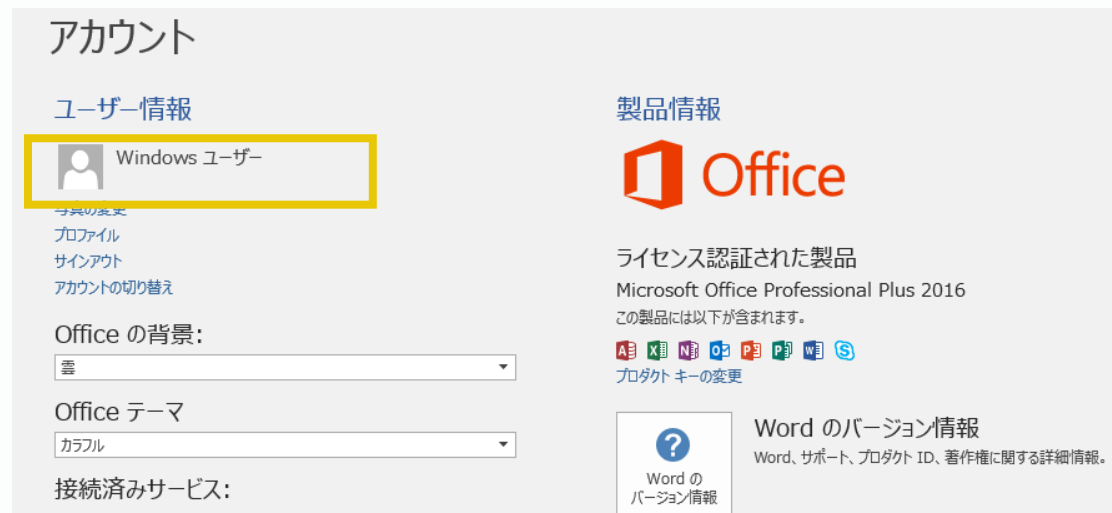 アカウント
ユーザー情報
Windows ユーザー
写真の変更
プロファイル
サインアウト
アカウントの切り替え
Office の背景:
雲
Office テーマ
カラフル
接続済みサービス:
製品情報
Office
ライセンス認証された製品
Microsoft Office Professional Plus 2016
この製品には以下が含まれます。
プロダクト キーの変更
Word の
バージョン情報
Word のバージョン情報
Word、サポート、プロダクト ID、著作権に関する詳細情報。